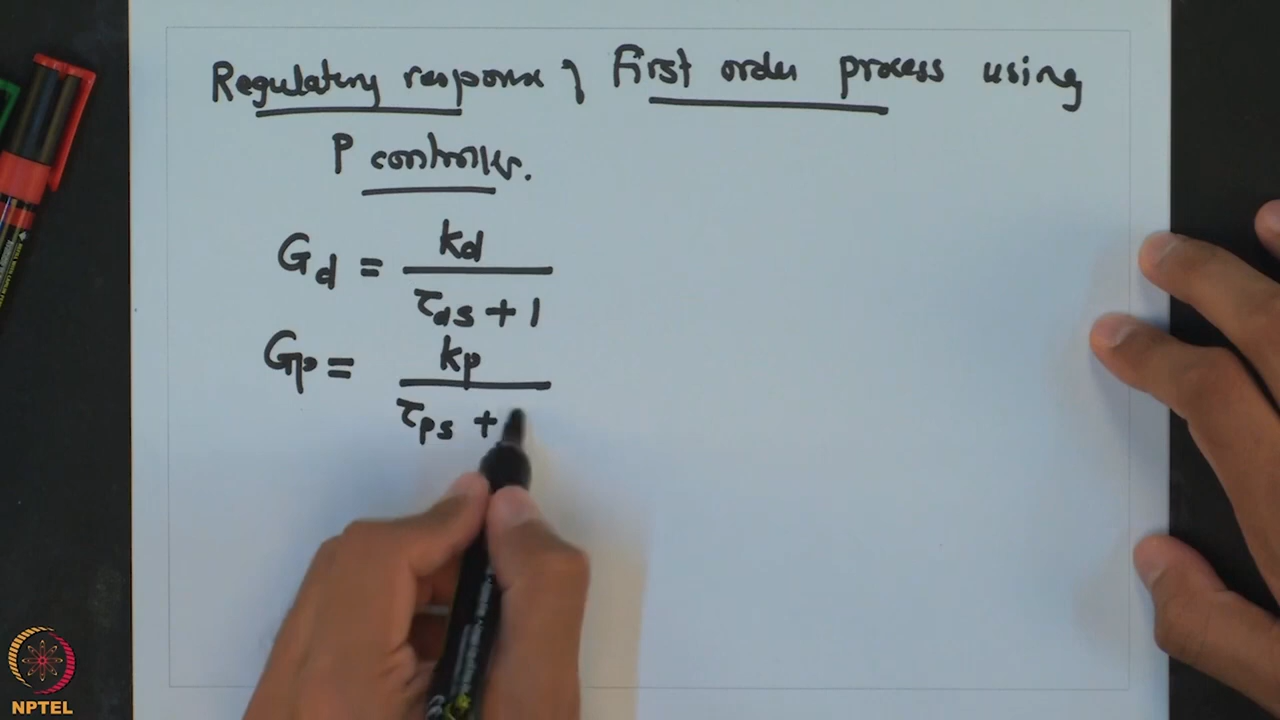 Regulatory response of First order process using
P controller.
Gd = kd / τds + 1
Gp = kp / τps +
NPTEL